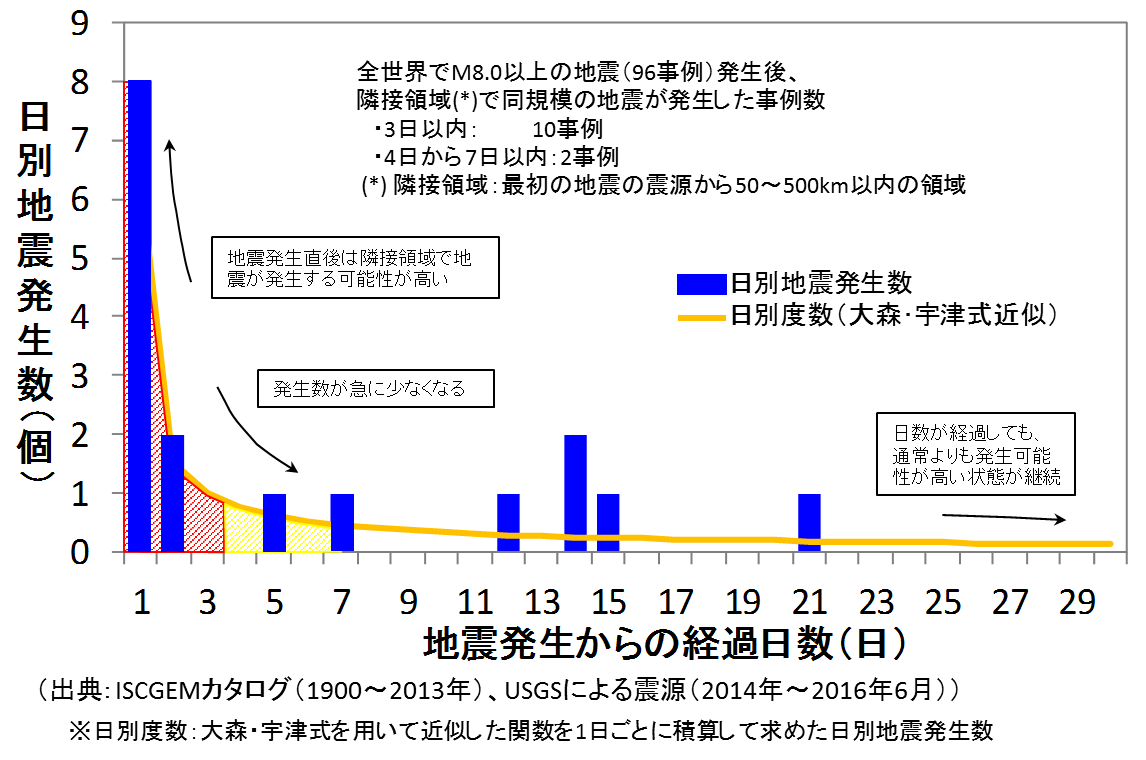 全世界でM8.0以上の地震（96事例）発生後、
隣接領域(*)で同規模の地震が発生した事例数
・3日以内： 10事例
・4日から7日以内：2事例
(*) 隣接領域：最初の地震の震源から50～500km以内の領域
地震発生直後は隣接領域で地
震が発生する可能性が高い
日別地震発生数
日別度数（大森・宇津式近似）
発生数が急に少なくなる
日数が経過しても、
通常よりも発生可能
性が高い状態が継続
日別地震発生数（個）
9
8
7
6
5
4
3
2
1
0
1 3 5 7 9 11 13 15 17 19 21 23 25 27 29
地震発生からの経過日数（日）
（出典：ISCGEMカタログ（1900～2013年）、USGSによる震源（2014年～2016年6月））
※日別度数：大森・宇津式を用いて近似した関数を1日ごとに積算して求めた日別地震発生数